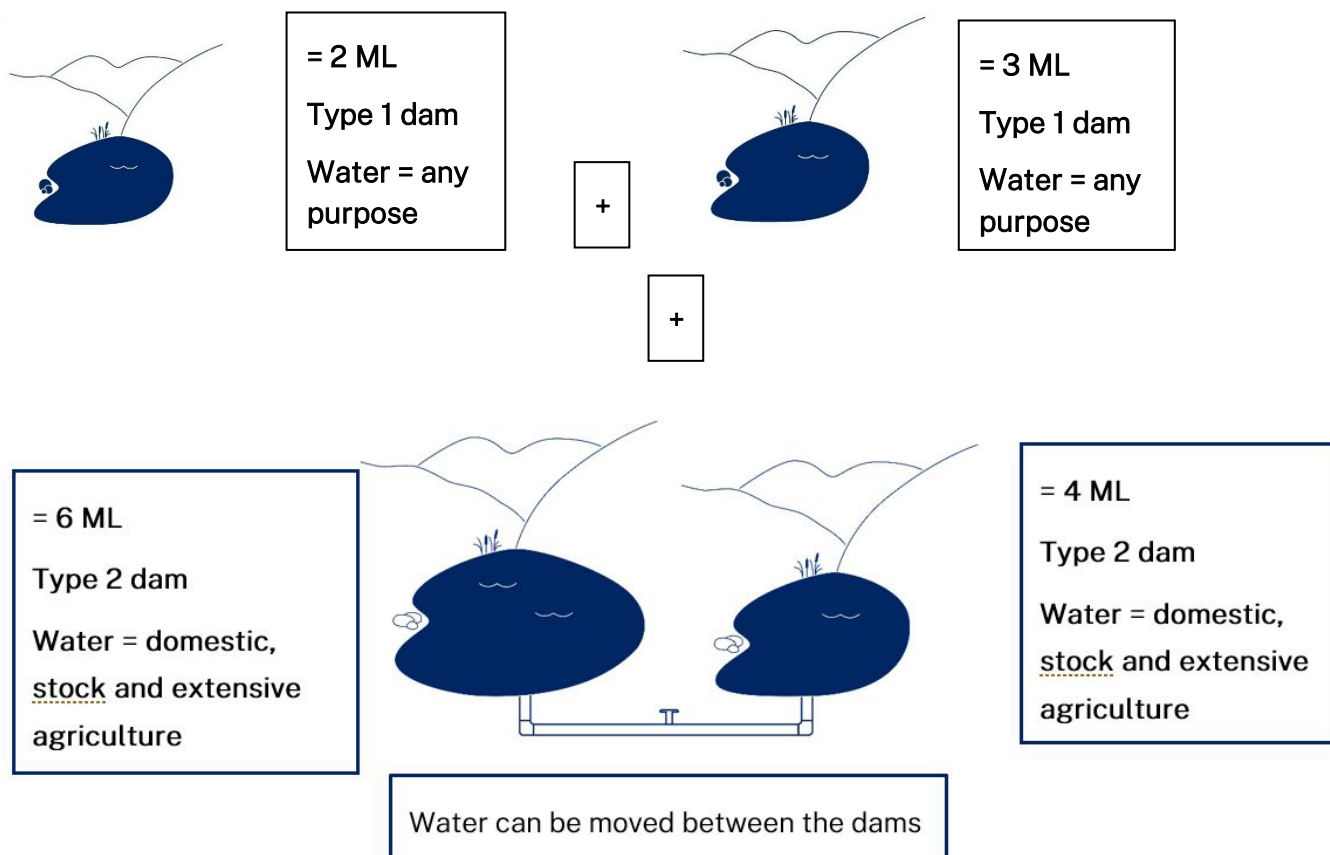 = 2 ML
Type 1 dam
Water = any
purpose
+
= 3 ML
Type 1 dam
Water = any
purpose
+
= 6 ML
Type 2 dam
Water = domestic,
stock and extensive
agriculture
= 4 ML
Type 2 dam
Water = domestic,
stock and extensive
agriculture
Water can be moved between the dams